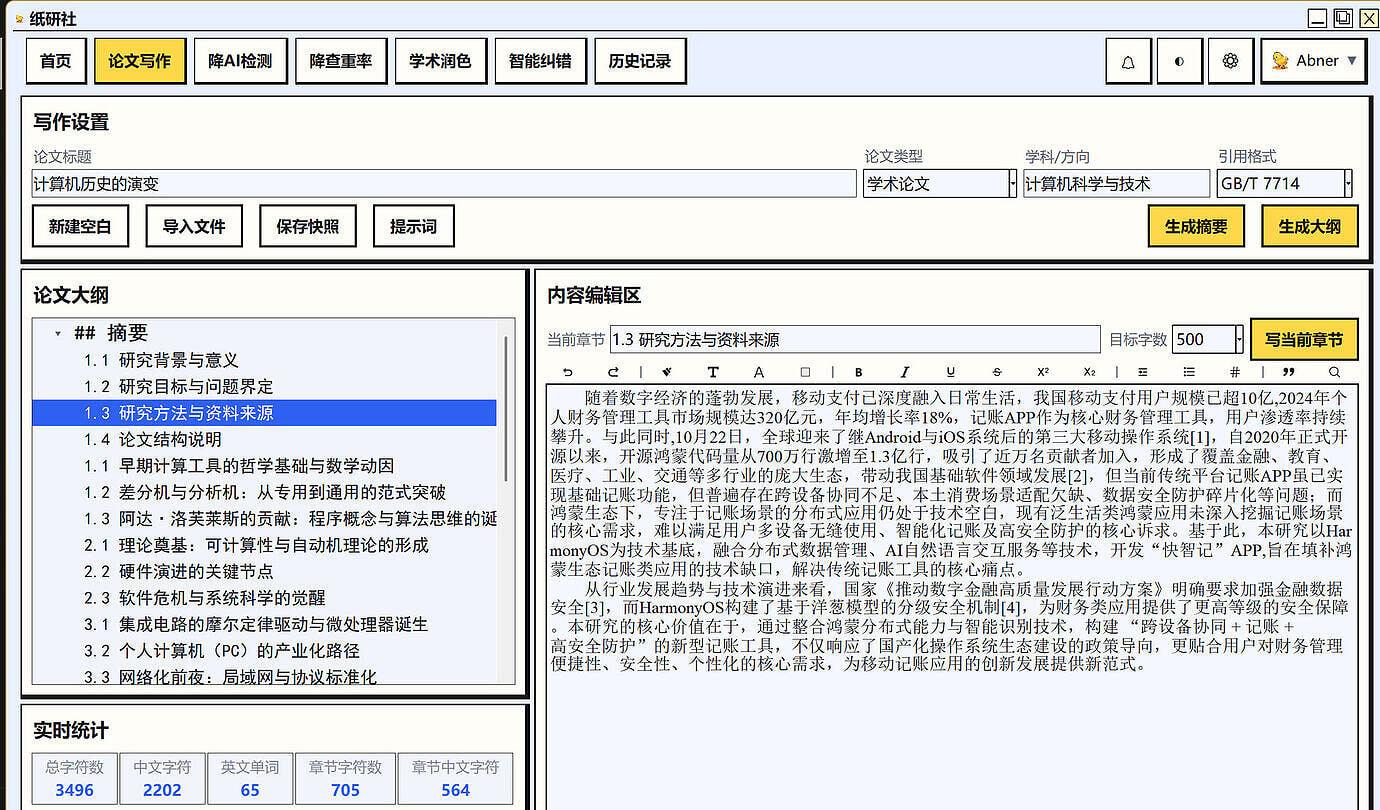 纸研社
首页 论文写作 降AI检测 降查重率 学术润色 智能纠错 历史记录 Abner
写作设置
论文标题 论文类型 学科/方向 引用格式
计算机历史的演变 学术论文 计算机科学与技术 GB/T 7714
新建空白 导入文件 保存快照 提示词 生成摘要 生成大纲
论文大纲
## 摘要
1.1 研究背景与意义
1.2 研究目标与问题界定
1.3 研究方法与资料来源
1.4 论文结构说明
1.1 早期计算工具的哲学基础与数学动因
1.2 差分机与分析机：从专用到通用的范式突破
1.3 阿达·洛芙莱斯的贡献：程序概念与算法思维的诞
2.1 理论奠基：可计算性与自动机理论的形成
2.2 硬件演进的关键节点
2.3 软件危机与系统科学的觉醒
3.1 集成电路的摩尔定律驱动与微处理器诞生
3.2 个人计算机（PC）的产业化路径
3.3 网络化前夜：局域网与协议标准化
实时统计
总字符数 中文字符 英文单词 章节字符数 章节中文字符
3496 2202 65 705 564
内容编辑区
当前章节 1.3 研究方法与资料来源 目标字数 500 写当前章节
T A B I U S X² X₂ #
随着数字经济的蓬勃发展，移动支付已深度融入日常生活，我国移动支付用户规模已超10亿,2024年个
人财务管理工具市场规模达320亿元，年均增长率18%，记账APP作为核心财务管理工具，用户渗透率持续
攀升。与此同时,10月22日，全球迎来了继Android与iOS系统后的第三大移动操作系统[1]，自2020年正式开
源以来，开源鸿蒙代码量从700万行激增至1.3亿行，吸引了近万名贡献者加入，形成了覆盖金融、教育、
医疗、工业、交通等多行业的庞大生态，带动我国基础软件领域发展[2]，但当前传统平台记账APP虽已实
现基础记账功能，但普遍存在跨设备协同不足、本土消费场景适配欠缺、数据安全防护碎片化等问题；而
鸿蒙生态下，专注于记账场景的分布式应用仍处于技术空白，现有泛生活类鸿蒙应用未深入挖掘记账场景
的核心需求，难以满足用户多设备无缝使用、智能化记账及高安全防护的核心诉求。基于此，本研究以Har
monyOS为技术基底，融合分布式数据管理、AI自然语言交互服务等技术，开发“快智记”APP,旨在填补鸿
蒙生态记账类应用的技术缺口，解决传统记账工具的核心痛点。
从行业发展趋势与技术演进来看，国家《推动数字金融高质量发展行动方案》明确要求加强金融数据
安全[3]，而HarmonyOS构建了基于洋葱模型的分级安全机制[4]，为财务类应用提供了更高等级的安全保障
。本研究的核心价值在于，通过整合鸿蒙分布式能力与智能识别技术，构建 “跨设备协同 + 记账 +
高安全防护”的新型记账工具，不仅响应了国产化操作系统生态建设的政策导向，更贴合用户对财务管理
便捷性、安全性、个性化的核心需求，为移动记账应用的创新发展提供新范式。